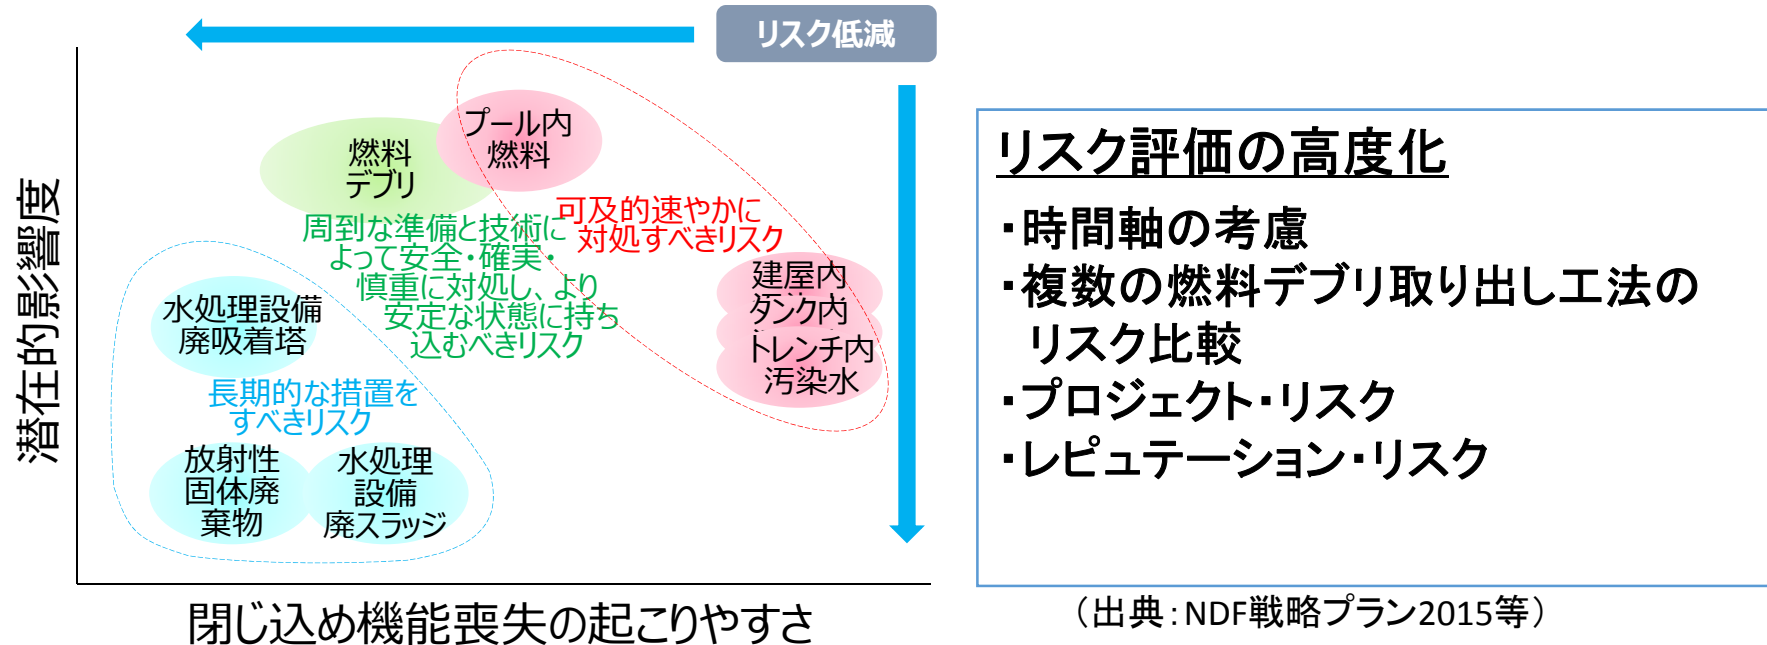 リスク低減
潜在的影響度
プール内
燃料
燃料
デブリ
可及的速やかに
対処すべきリスク
周到な準備と技術に
よって安全・確実・
慎重に対処し、より
安定な状態に持ち
込むべきリスク
建屋内
タンク内
トレンチ内
汚染水
水処理設備
廃吸着塔
長期的な措置を
すべきリスク
放射性
固体廃
棄物
水処理
設備
廃スラッジ
閉じ込め機能喪失の起こりやすさ
リスク評価の高度化
・時間軸の考慮
・複数の燃料デブリ取り出し工法の
リスク比較
・プロジェクト・リスク
・レピュテーション・リスク
（出典：NDF戦略プラン2015等）